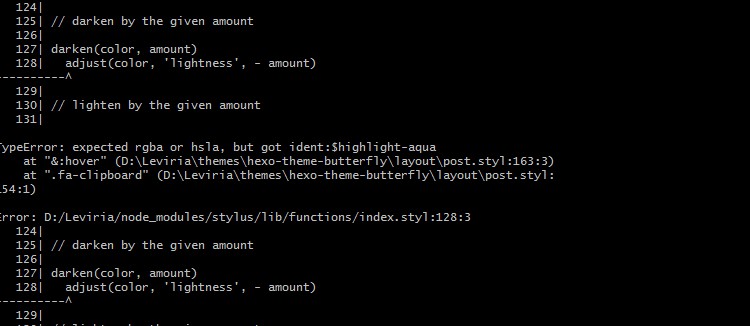 124|
125| // darken by the given amount
126|
127| darken(color, amount)
128|   adjust(color, 'lightness', - amount)
----------^
129|
130| // lighten by the given amount
131|
TypeError: expected rgba or hsla, but got ident:$highlight-aqua
at "&:hover" (D:\Leviria\themes\hexo-theme-butterfly\layout\post.styl:163:3)
at ".fa-clipboard" (D:\Leviria\themes\hexo-theme-butterfly\layout\post.styl:
154:1)
Error: D:/Leviria/node_modules/stylus/lib/functions/index.styl:128:3
124|
125| // darken by the given amount
126|
127| darken(color, amount)
128|   adjust(color, 'lightness', - amount)
----------^
129|